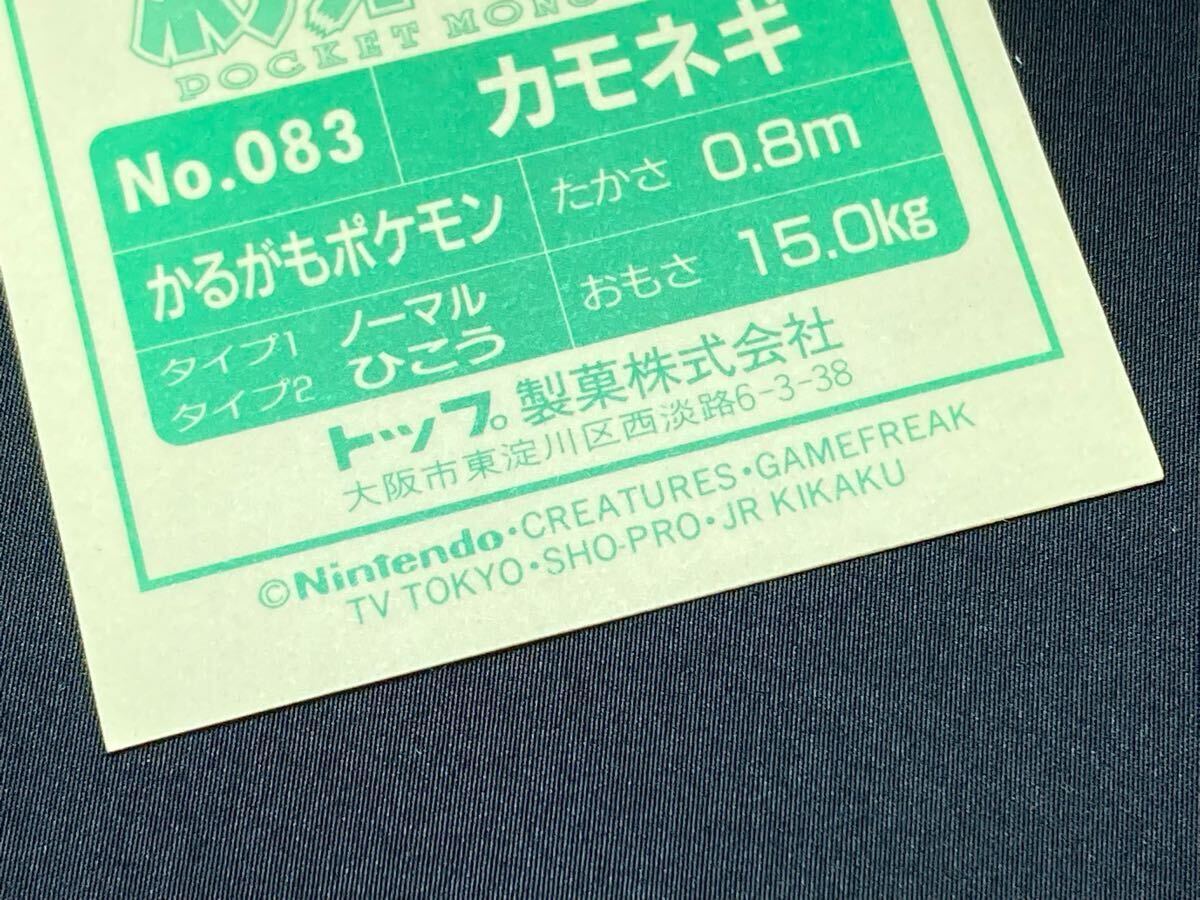 POCKET MONS
No.083 カモネギ
かるがもポケモン
たかさ 0.8m
おもさ 15.0kg
タイプ1 ノーマル
タイプ2 ひこう
トップ製菓株式会社
大阪市東淀川区西淡路6-3-38
©Nintendo・CREATURES・GAMEFREAK
TV TOKYO・SHO-PRO・JR KIKAKU